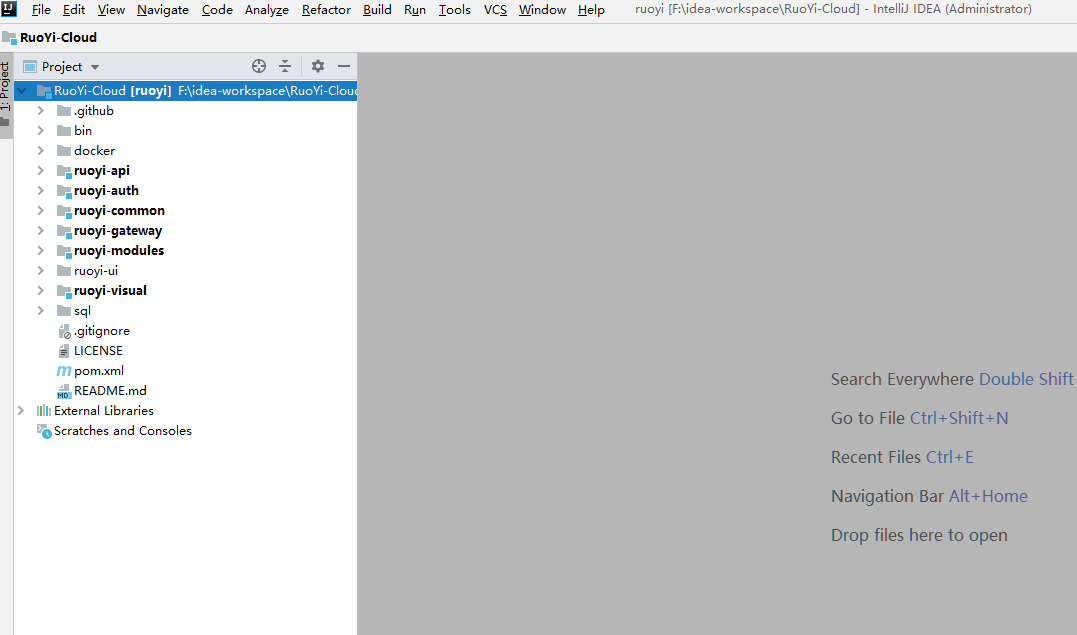 File Edit View Navigate Code Analyze Refactor Build Run Tools VCS Window Help ruoyi [F:\idea-workspace\RuoYi-Cloud] - IntelliJ IDEA (Administrator)
RuoYi-Cloud
1: Project
Project
RuoYi-Cloud [ruoyi] F:\idea-workspace\RuoYi-Cloud
.github
bin
docker
ruoyi-api
ruoyi-auth
ruoyi-common
ruoyi-gateway
ruoyi-modules
ruoyi-ui
ruoyi-visual
sql
.gitignore
LICENSE
pom.xml
README.md
External Libraries
Scratches and Consoles
Search Everywhere Double Shift
Go to File Ctrl+Shift+N
Recent Files Ctrl+E
Navigation Bar Alt+Home
Drop files here to open